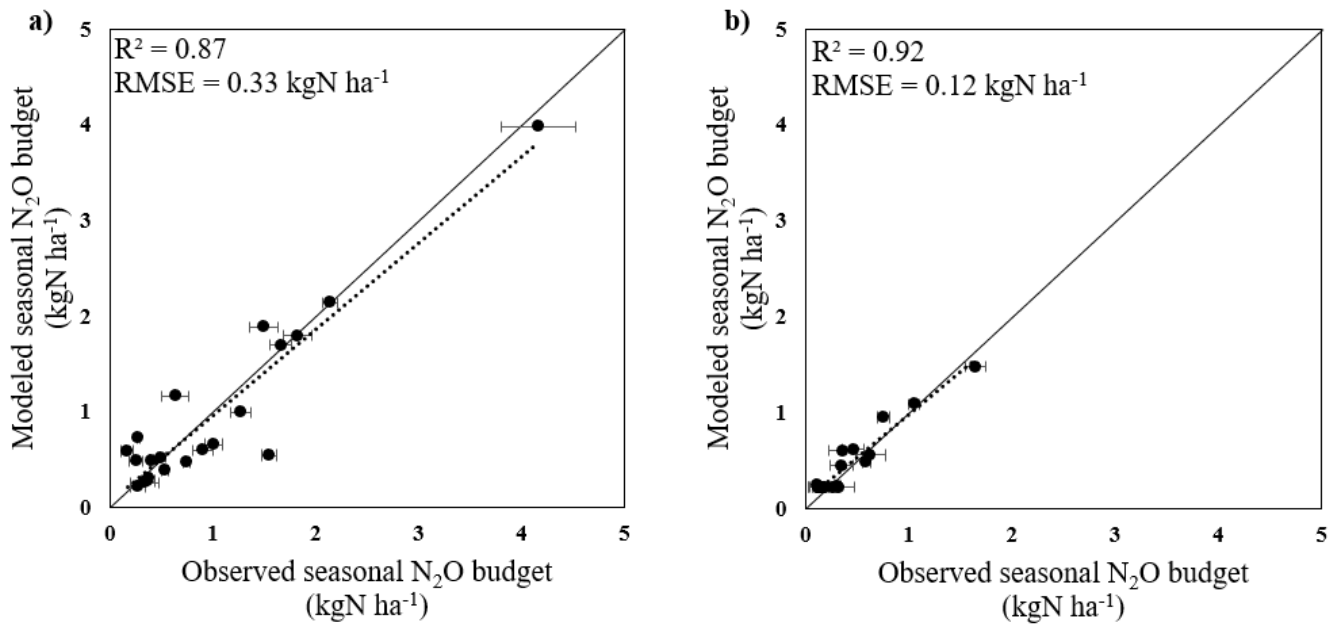 a)
R² = 0.87
RMSE = 0.33 kgN ha⁻¹
Modeled seasonal N₂O budget
(kgN ha⁻¹)
5
4
3
2
1
0
0 1 2 3 4 5
Observed seasonal N₂O budget
(kgN ha⁻¹)
b)
R² = 0.92
RMSE = 0.12 kgN ha⁻¹
Modeled seasonal N₂O budget
(kgN ha⁻¹)
5
4
3
2
1
0
0 1 2 3 4 5
Observed seasonal N₂O budget
(kgN ha⁻¹)